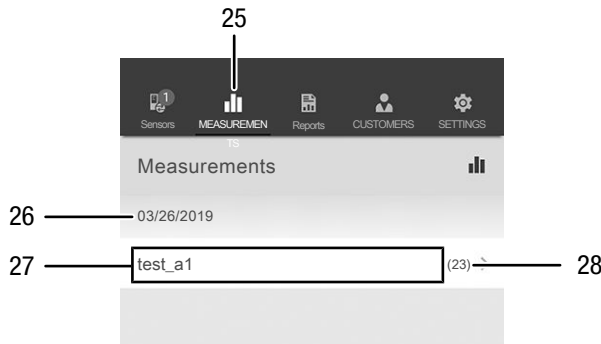 25
1
Sensors MEASUREMEN Reports CUSTOMERS SETTINGS
TS
Measurements
26 03/26/2019
27 test_a1 (23) 28